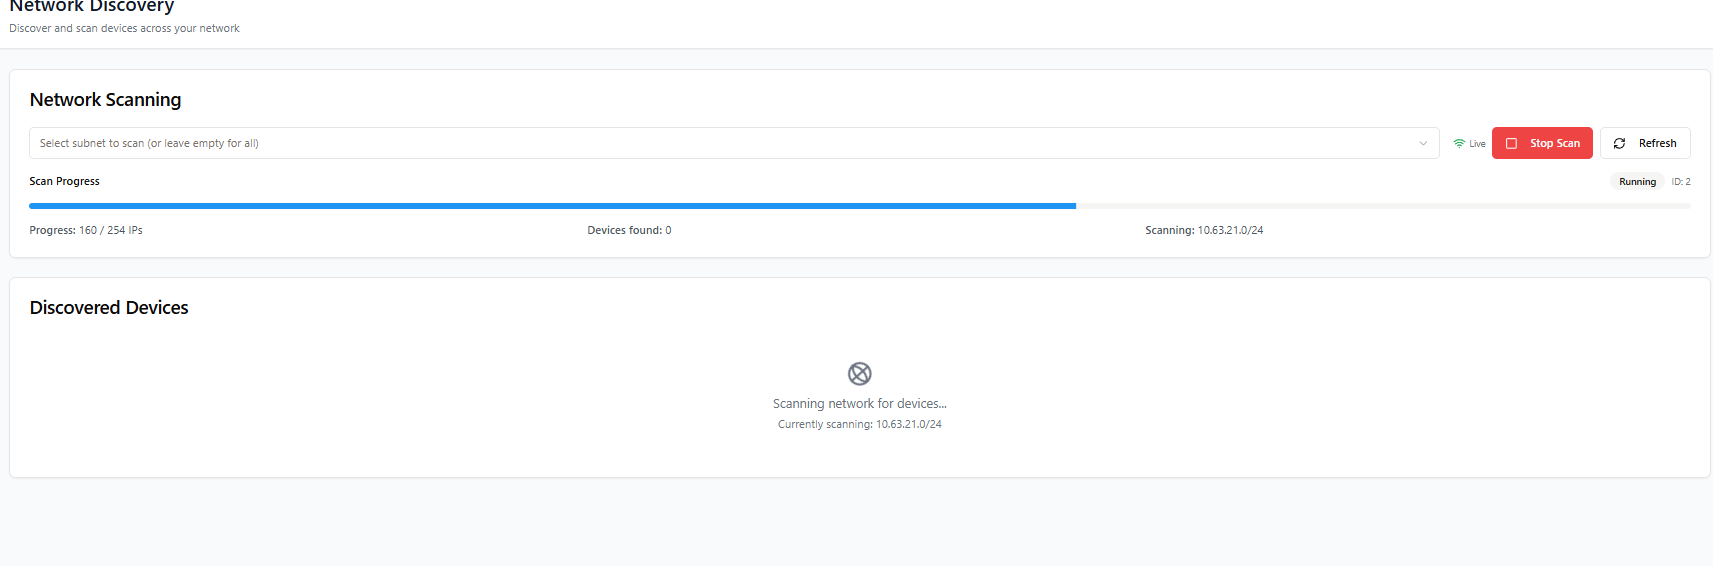 Network Discovery
Discover and scan devices across your network
Network Scanning
Select subnet to scan (or leave empty for all)
Live
Stop Scan
Refresh
Scan Progress
Running
ID: 2
Progress: 160 / 254 IPs
Devices found: 0
Scanning: 10.63.21.0/24
Discovered Devices
Scanning network for devices...
Currently scanning: 10.63.21.0/24